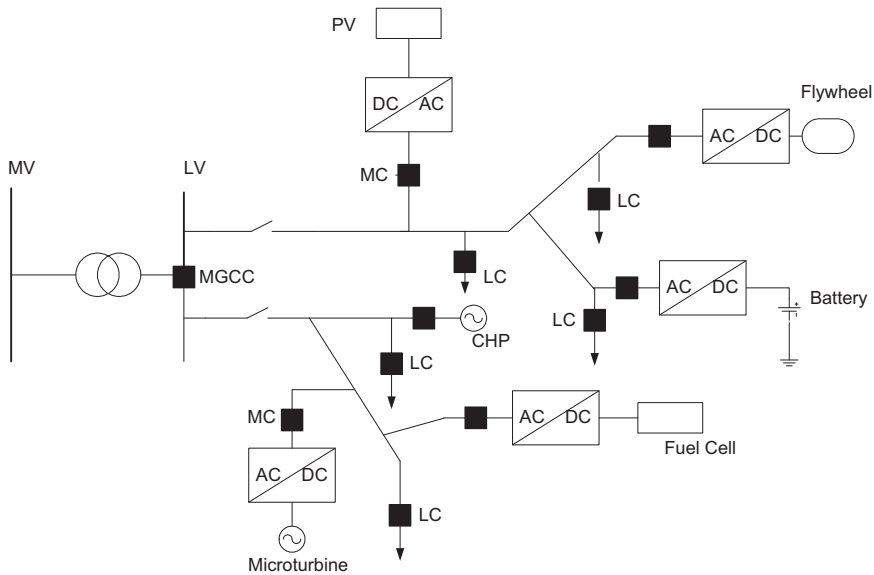 PV
DC AC
Flywheel
AC DC
MV
LV
MC
LC
MGCC
LC
AC DC
Battery
LC
CHP
LC
MC
AC DC
Fuel Cell
AC DC
LC
Microturbine